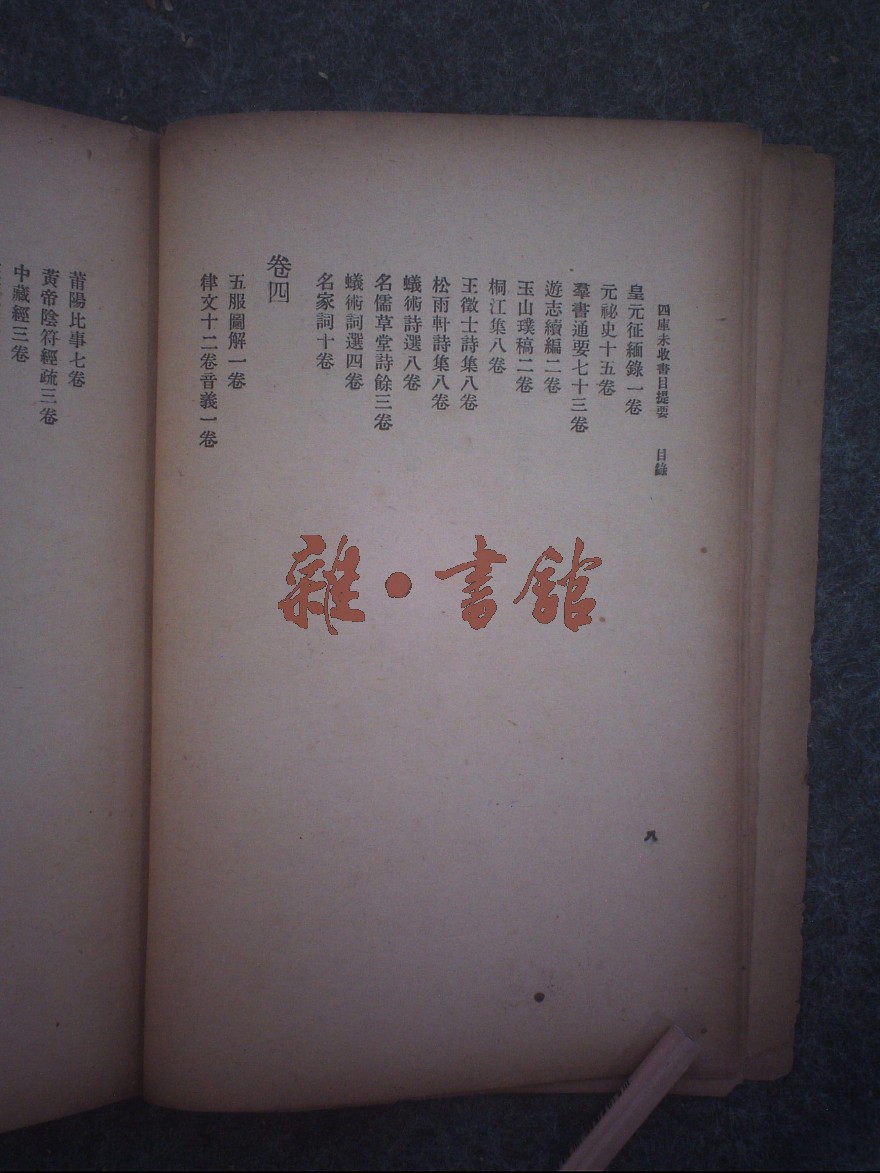 四庫未收書目提要　目錄
皇元征緬錄一卷
元祕史十五卷
羣書通要七十三卷
遊志續編二卷
玉山璞稿二卷
桐江集八卷
王徵士詩集八卷
松雨軒詩集八卷
蟻術詩選八卷
名儒草堂詩餘三卷
蟻術詞選四卷
名家詞十卷
卷四
五服圖解一卷
律文十二卷音義一卷
八
莆陽比事七卷
黃帝陰符經疏三卷
中藏經三卷
雜·書館